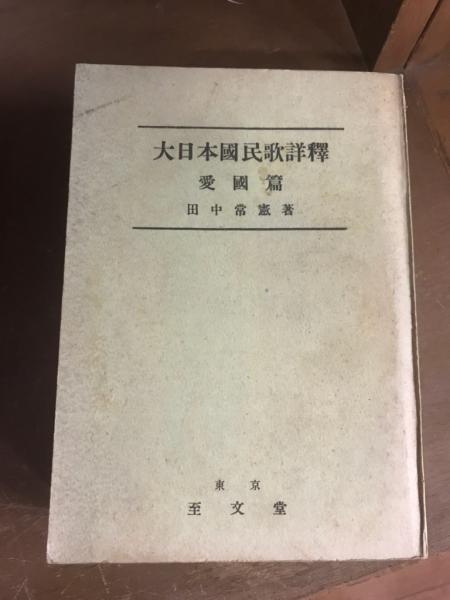 大日本國民歌詳釋
愛國篇
田中常憲著
東京
至文堂